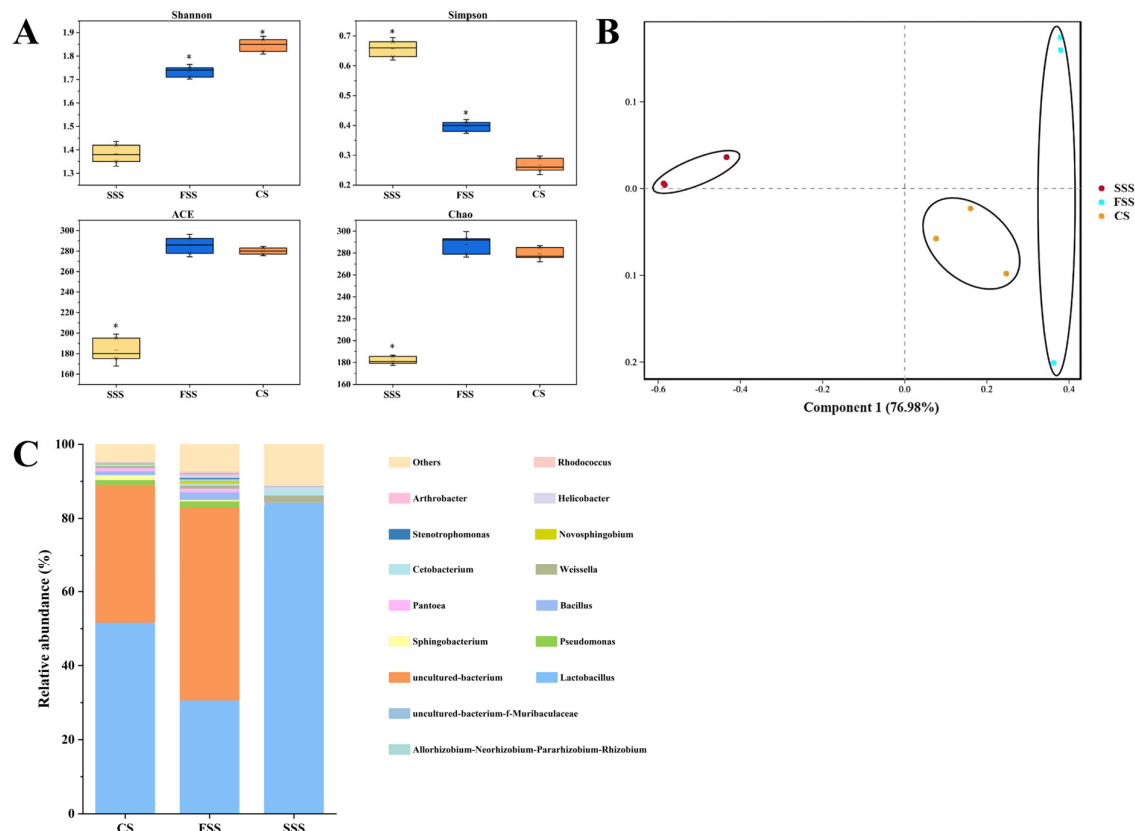 A
Shannon
1.9
1.8
1.7
1.6
1.5
1.4
1.3
*
*
SSS FSS CS
Simpson
0.7
0.6
0.5
0.4
0.3
0.2
*
*
SSS FSS CS
ACE
300
280
260
240
220
200
180
160
*
SSS FSS CS
Chao
300
280
260
240
220
200
180
160
*
SSS FSS CS
B
0.1
0.0
0.1
0.2
-0.6 -0.4 -0.2 0.0 0.2 0.4
Component 1 (76.98%)
SSS
FSS
CS
C
Relative abundance (%)
100
80
60
40
20
0
CS FSS SSS
Others Rhodococcus
Arthrobacter Helicobacter
Stenotrophomonas Novosphingobium
Cetobacterium Weissella
Pantoea Bacillus
Sphingobacterium Pseudomonas
uncultured-bacterium Lactobacillus
uncultured-bacterium-f-Muribaculaceae
Allorhizobium-Neorhizobium-Pararhizobium-Rhizobium